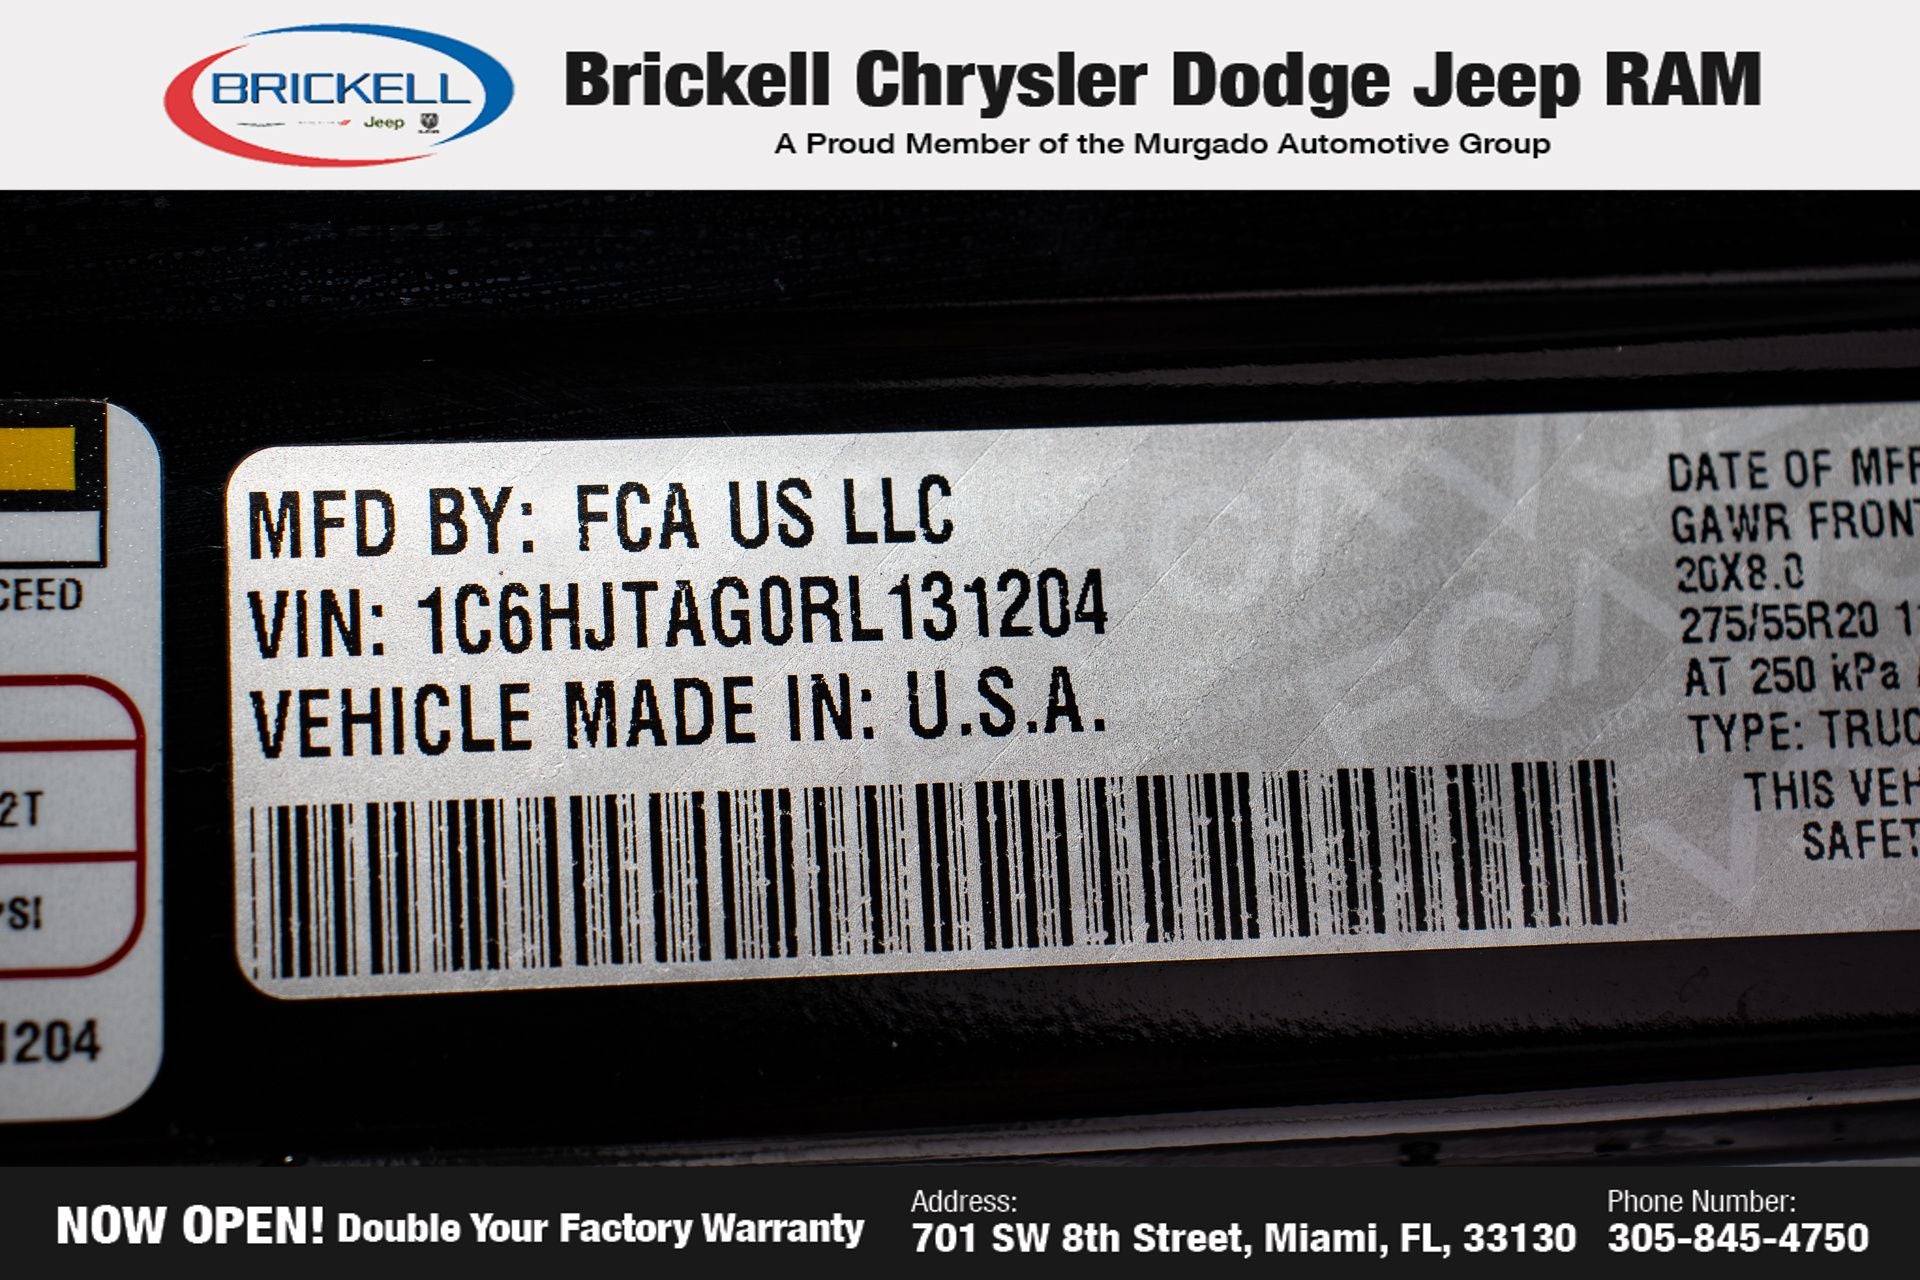 BRICKELL
Jeep
Brickell Chrysler Dodge Jeep RAM
A Proud Member of the Murgado Automotive Group
CEED
2T
PSI
1204
MFD BY: FCA US LLC
VIN: 1C6HJTAG0RL131204
VEHICLE MADE IN: U.S.A.
DATE OF MFR
GAWR FRONT
20X8.0
275/55R20
AT 250 kPa
TYPE: TRUC
THIS VEH
SAFET
NOW OPEN! Double Your Factory Warranty
Address:
701 SW 8th Street, Miami, FL, 33130
Phone Number:
305-845-4750